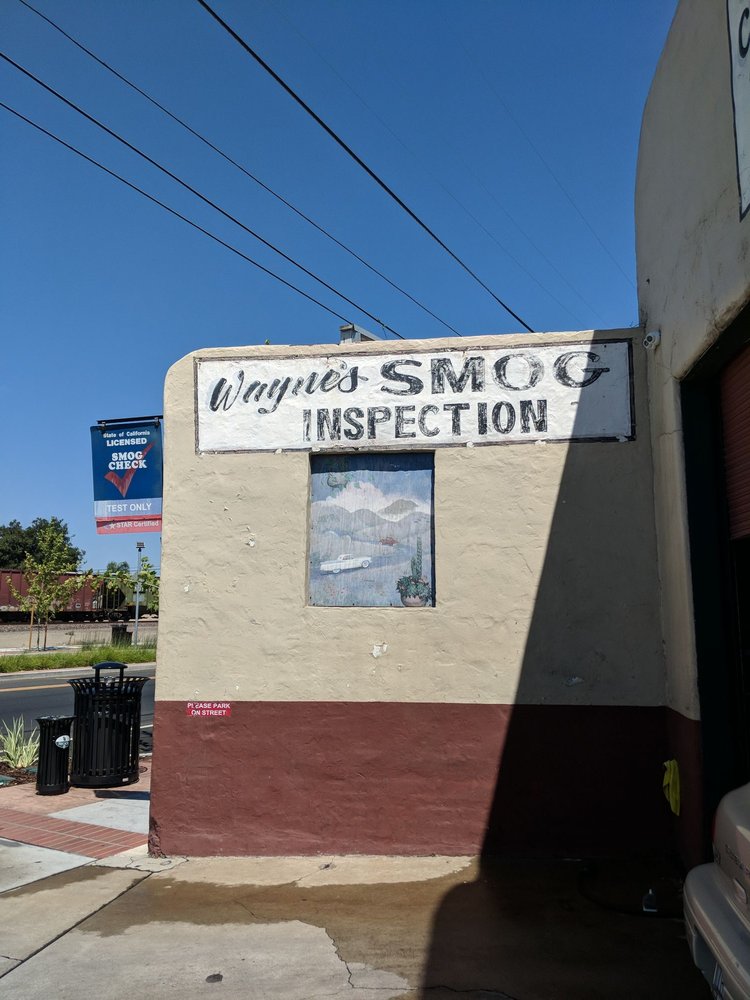 Wayne's SMOG
INSPECTION
State of California
LICENSED
SMOG
CHECK
TEST ONLY
STAR Certified
PLEASE PARK
ON STREET